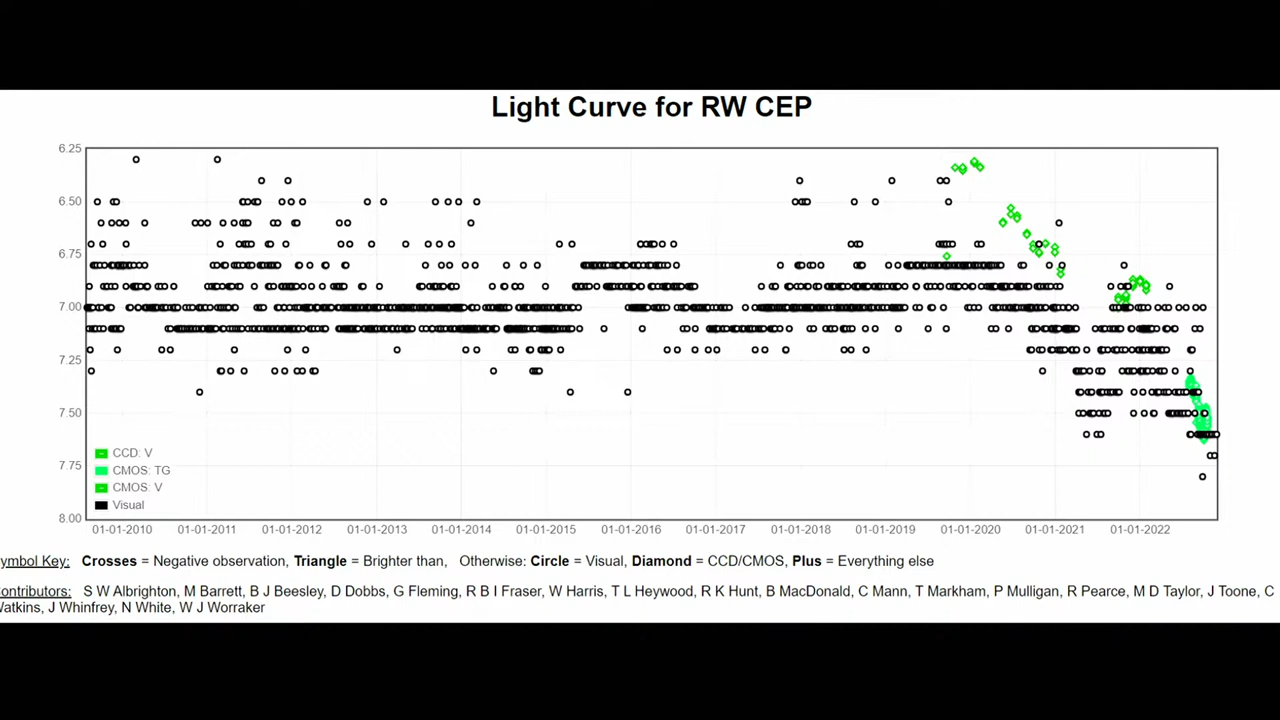 Light Curve for RW CEP
6.25
6.50
6.75
7.00
7.25
7.50
7.75
8.00
CCD: V
CMOS: TG
CMOS: V
Visual
01-01-2010 01-01-2011 01-01-2012 01-01-2013 01-01-2014 01-01-2015 01-01-2016 01-01-2017 01-01-2018 01-01-2019 01-01-2020 01-01-2021 01-01-2022
ymbol Key: Crosses = Negative observation, Triangle = Brighter than, Otherwise: Circle = Visual, Diamond = CCD/CMOS, Plus = Everything else
ontributors: S W Albrighton, M Barrett, B J Beesley, D Dobbs, G Fleming, R B I Fraser, W Harris, T L Heywood, R K Hunt, B MacDonald, C Mann, T Markham, P Mulligan, R Pearce, M D Taylor, J Toone, C
Watkins, J Whinfrey, N White, W J Worraker